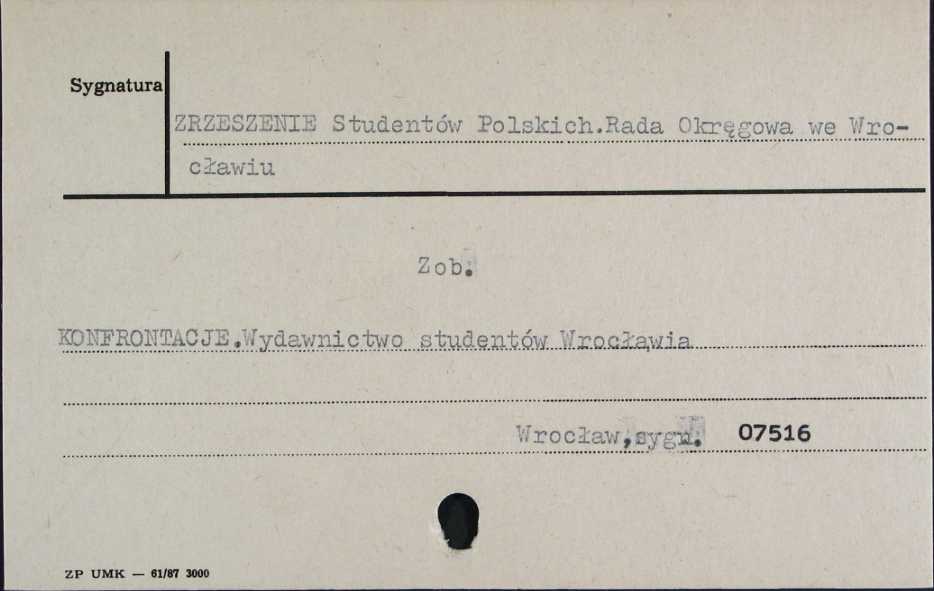 Sygnatura
ZRZESZENIE Studentów Polskich.Rada Okręgowa we Wro-
cławiu
Zob.
KONFRONTACJE.Wydawnictwo studentów Wrocłąwia
Wrocław,sygn. 07516
ZP UMK — 61/87 3000